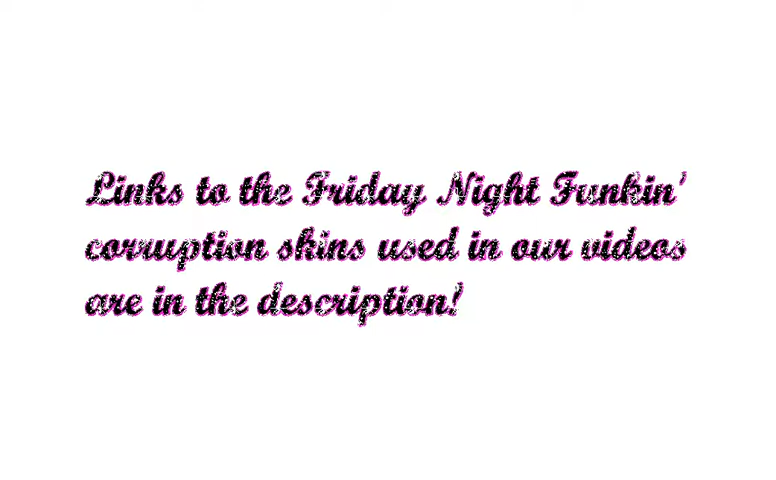 Links to the Friday Night Funkin'
corruption skins used in our videos
are in the description!